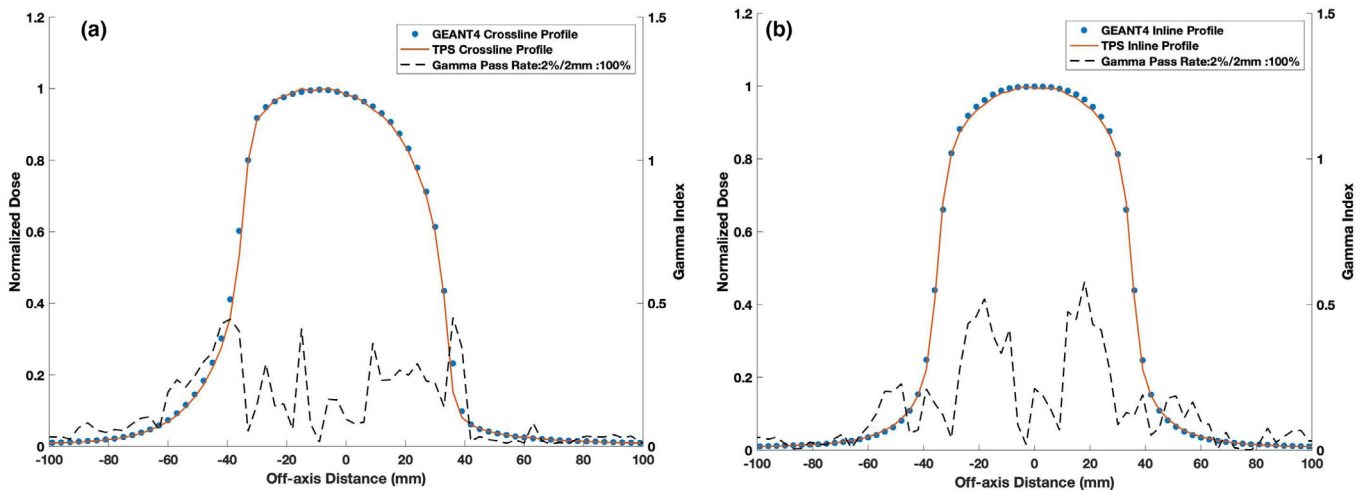 (a)
GEANT4 Crossline Profile
TPS Crossline Profile
Gamma Pass Rate:2%/2mm :100%
Normalized Dose
1.2
1
0.8
0.6
0.4
0.2
0
-100 -80 -60 -40 -20 0 20 40 60 80 100
Off-axis Distance (mm)
1.5
1
0.5
0
Gamma Index
(b)
GEANT4 Inline Profile
TPS Inline Profile
Gamma Pass Rate:2%/2mm :100%
Normalized Dose
1.2
1
0.8
0.6
0.4
0.2
0
-100 -80 -60 -40 -20 0 20 40 60 80 100
Off-axis Distance (mm)
1.5
1
0.5
0
Gamma Index